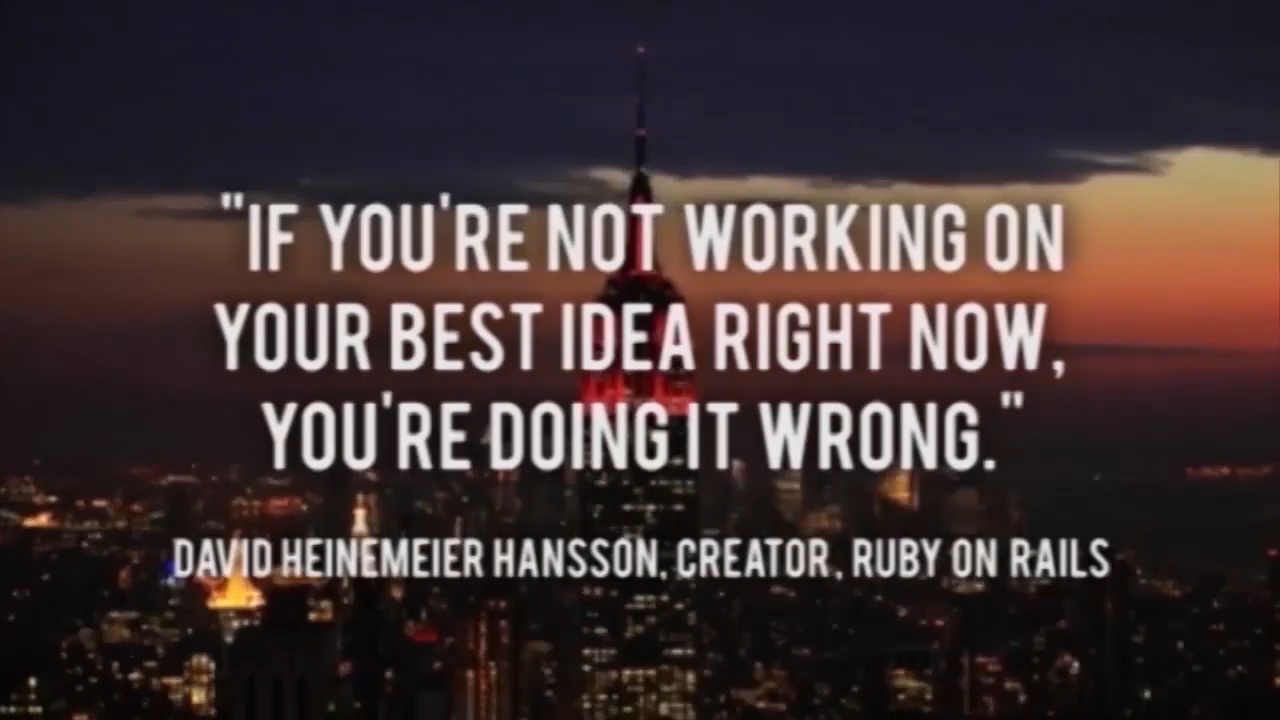 "IF YOU'RE NOT WORKING ON
YOUR BEST IDEA RIGHT NOW,
YOU'RE DOING IT WRONG."
DAVID HEINEMEIER HANSSON, CREATOR, RUBY ON RAILS